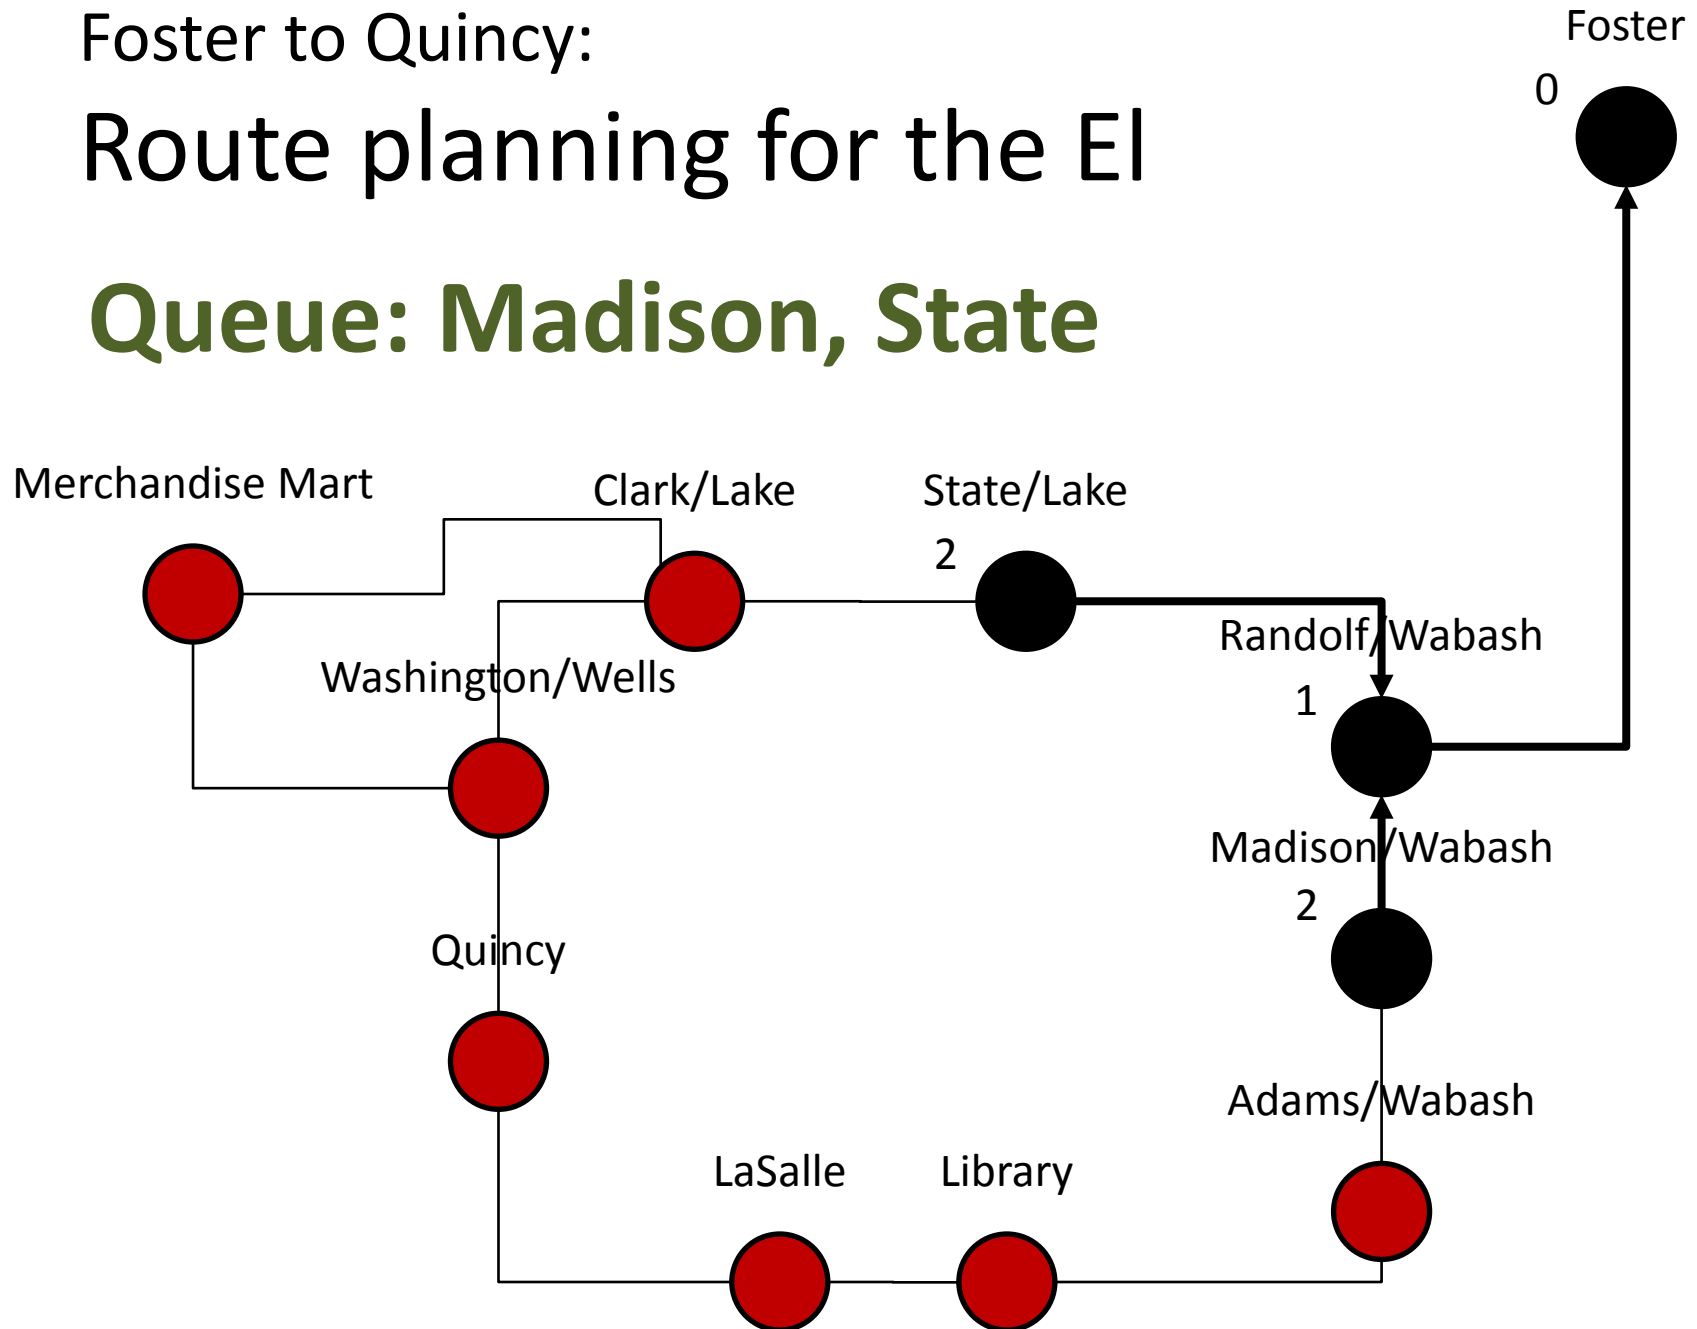 Foster to Quincy:
Route planning for the El
Foster
0
Queue: Madison, State
Merchandise Mart
Clark/Lake
State/Lake
2
Randolf/Wabash
1
Washington/Wells
Madison/Wabash
2
Quincy
Adams/Wabash
LaSalle
Library